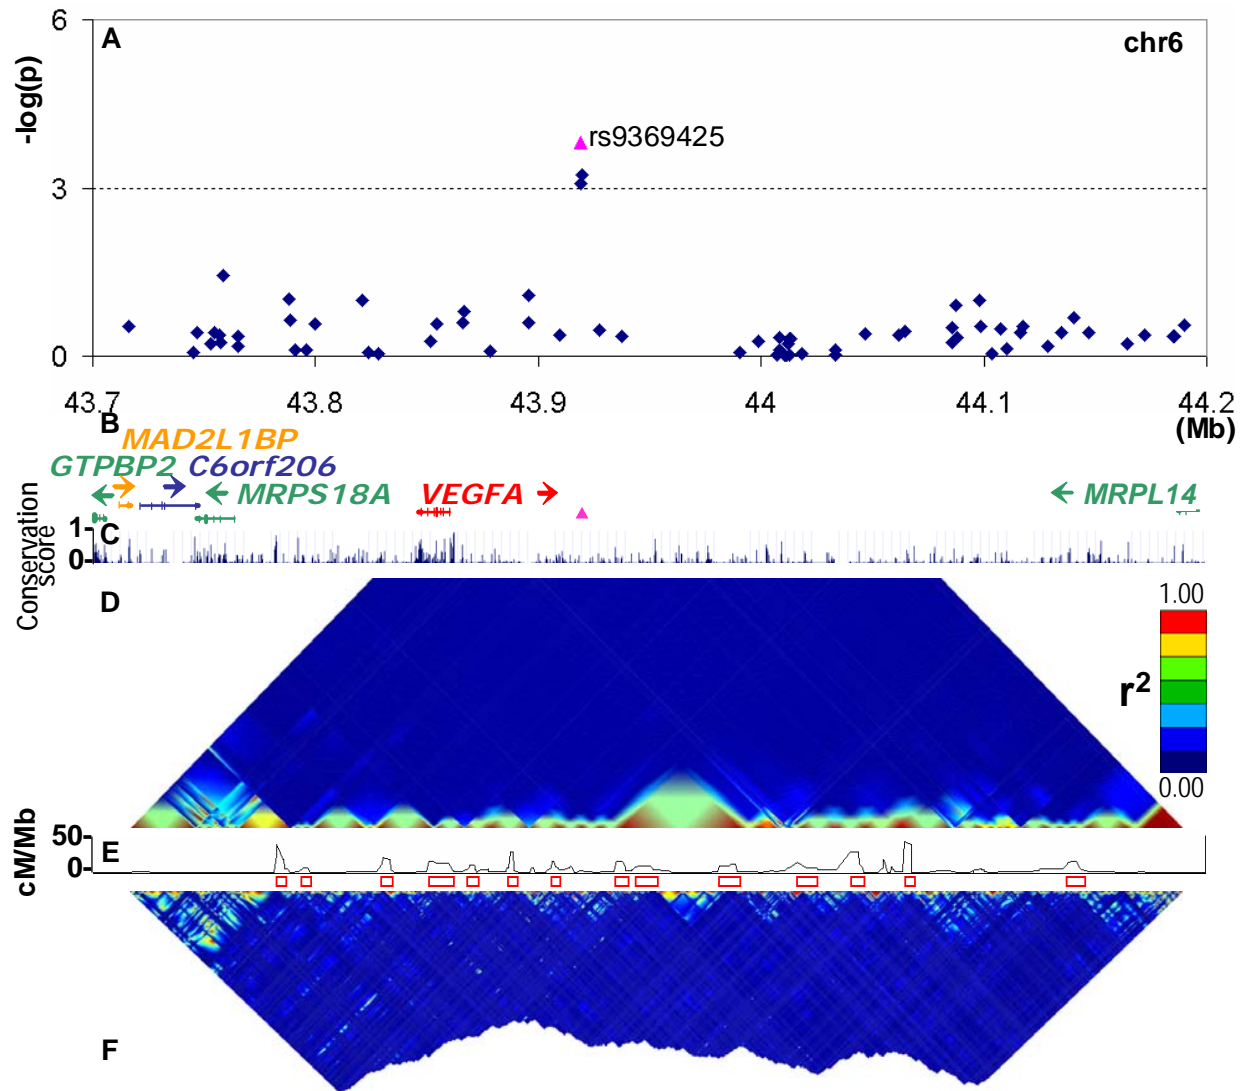 6
A
chr6
-log(p)
rs9369425
3
0
43.7 43.8 43.9 44 44.1 44.2
(Mb)
B
MAD2L1BP
GTPBP2 C6orf206
MRPS18A VEGFA MRPL14
Conservation score
1
0
C
D
1.00
r²
0.00
cM/Mb
50
0
E
F